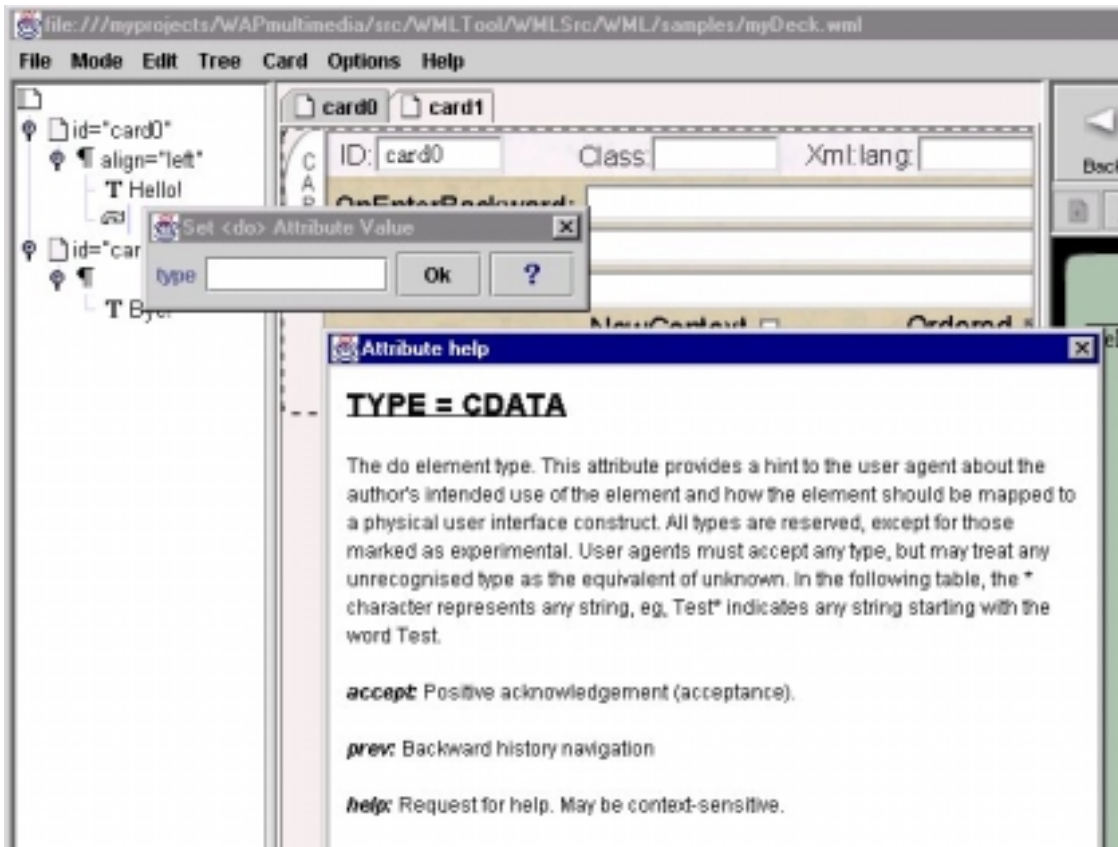 file:///myprojects/WAPmultimedia/src/WMLTool/WMLSrc/WML/samples/myDeck.wml
File Mode Edit Tree Card Options Help
id="card0"
¶ align="left"
T Hello!
id="car
¶
T Bye!
card0 card1
CAR
ID: card0 Class: Xml:lang:
OnEnterBackward:
NewContext Ordered
Back
Set <do> Attribute Value
type Ok ?
Attribute help
TYPE = CDATA
The do element type. This attribute provides a hint to the user agent about the
author's intended use of the element and how the element should be mapped to
a physical user interface construct. All types are reserved, except for those
marked as experimental. User agents must accept any type, but may treat any
unrecognised type as the equivalent of unknown. In the following table, the *
character represents any string, eg, Test* indicates any string starting with the
word Test.
accept: Positive acknowledgement (acceptance).
prev: Backward history navigation
help: Request for help. May be context-sensitive.